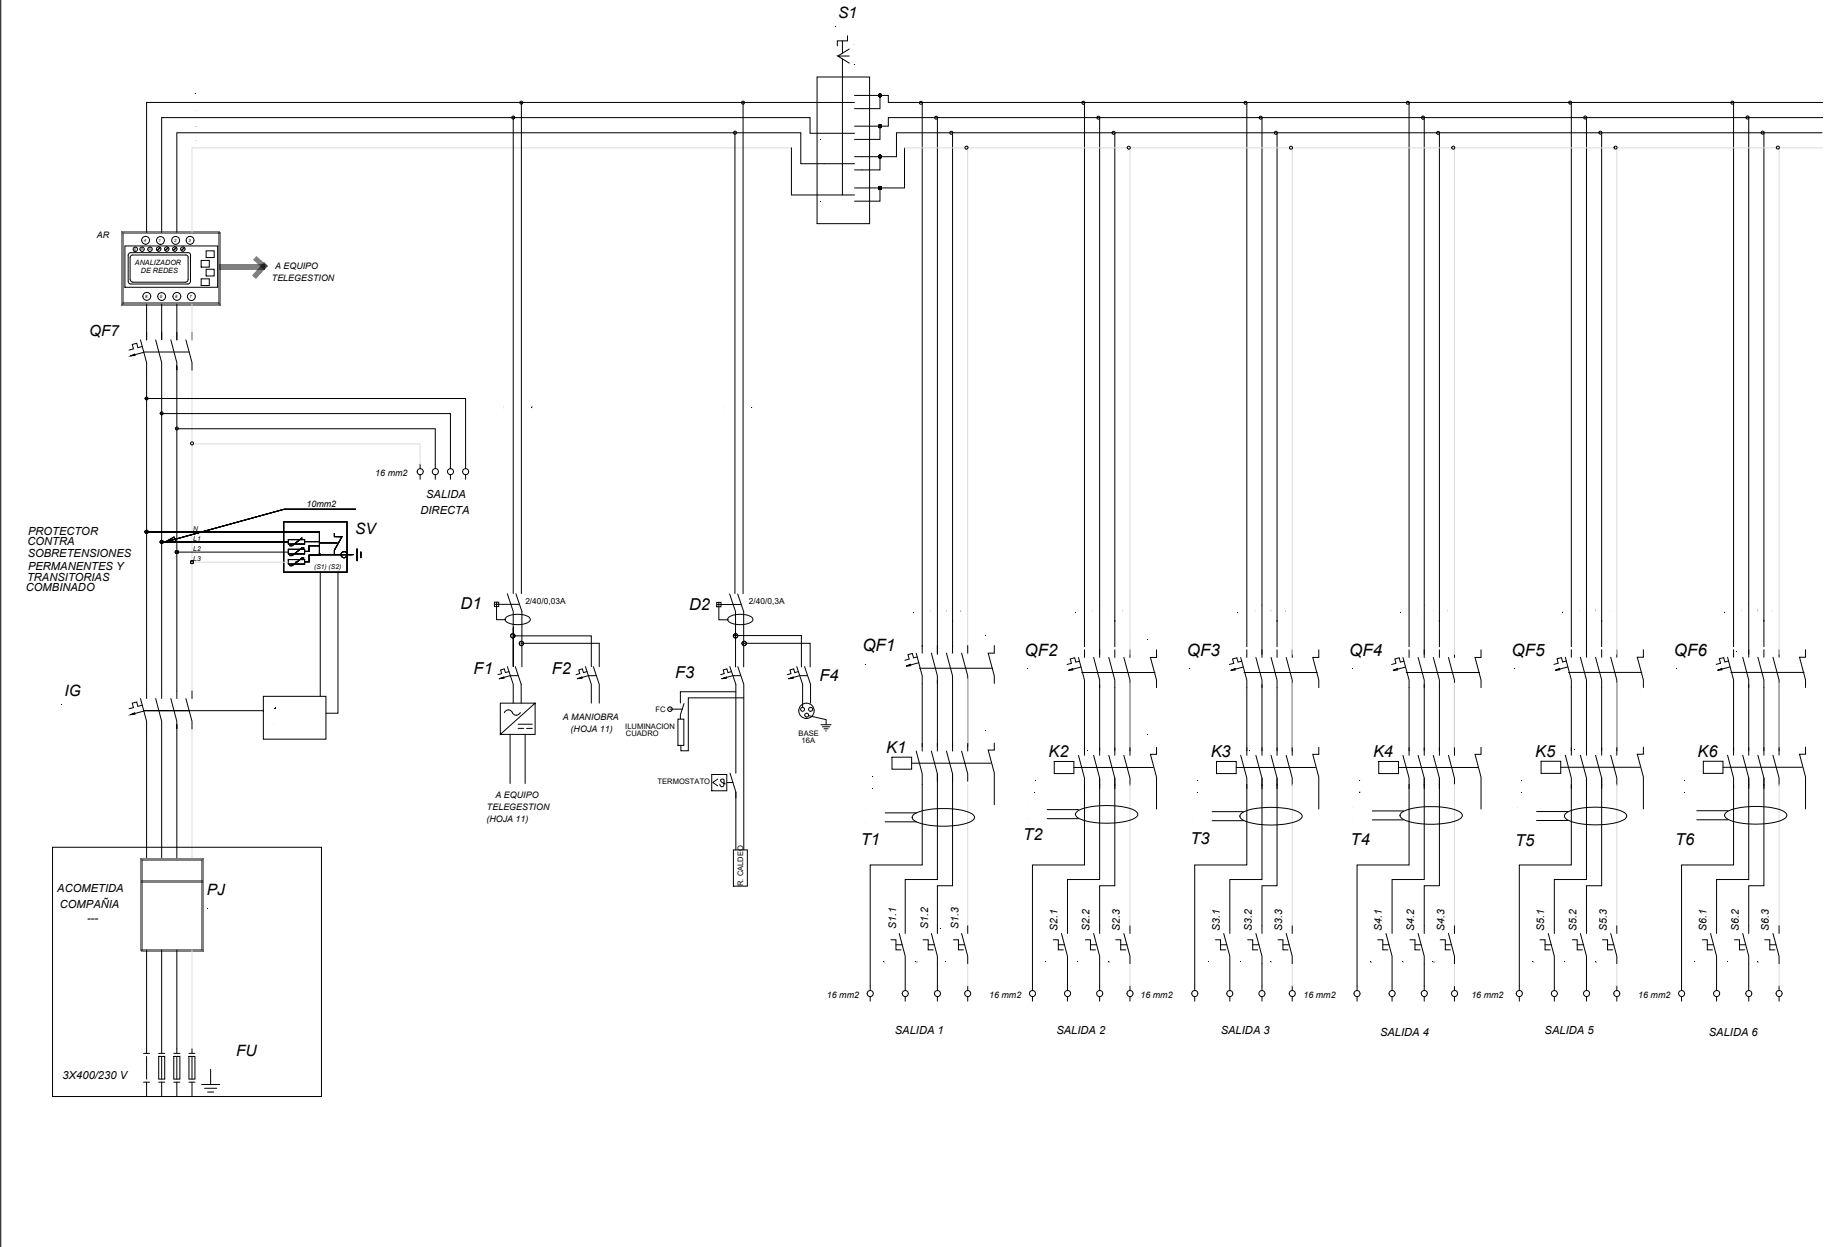 S1
AR
ANALIZADOR
DE REDES
A EQUIPO
TELEGESTION
QF7
16 mm2
SALIDA
DIRECTA
10mm2
PROTECTOR
CONTRA
SOBRETENSIONES
PERMANENTES Y
TRANSITORIAS
COMBINADO
N
L1
L2
L3
SV
(S1) (S2)
IG
D1
2/40/0,03A
F1
F2
A MANIOBRA
(HOJA 11)
A EQUIPO
TELEGESTION
(HOJA 11)
D2
2/40/0,3A
F3
F4
FC
ILUMINACION
CUADRO
BASE
16A
TERMOSTATO
R. CALDEO
QF1
QF2
QF3
QF4
QF5
QF6
K1
K2
K3
K4
K5
K6
T1
T2
T3
T4
T5
T6
S1.1
S1.2
S1.3
S2.1
S2.2
S2.3
S3.1
S3.2
S3.3
S4.1
S4.2
S4.3
S5.1
S5.2
S5.3
S6.1
S6.2
S6.3
16 mm2
16 mm2
16 mm2
16 mm2
16 mm2
16 mm2
SALIDA 1
SALIDA 2
SALIDA 3
SALIDA 4
SALIDA 5
SALIDA 6
ACOMETIDA
COMPAÑIA
---
PJ
FU
3X400/230 V